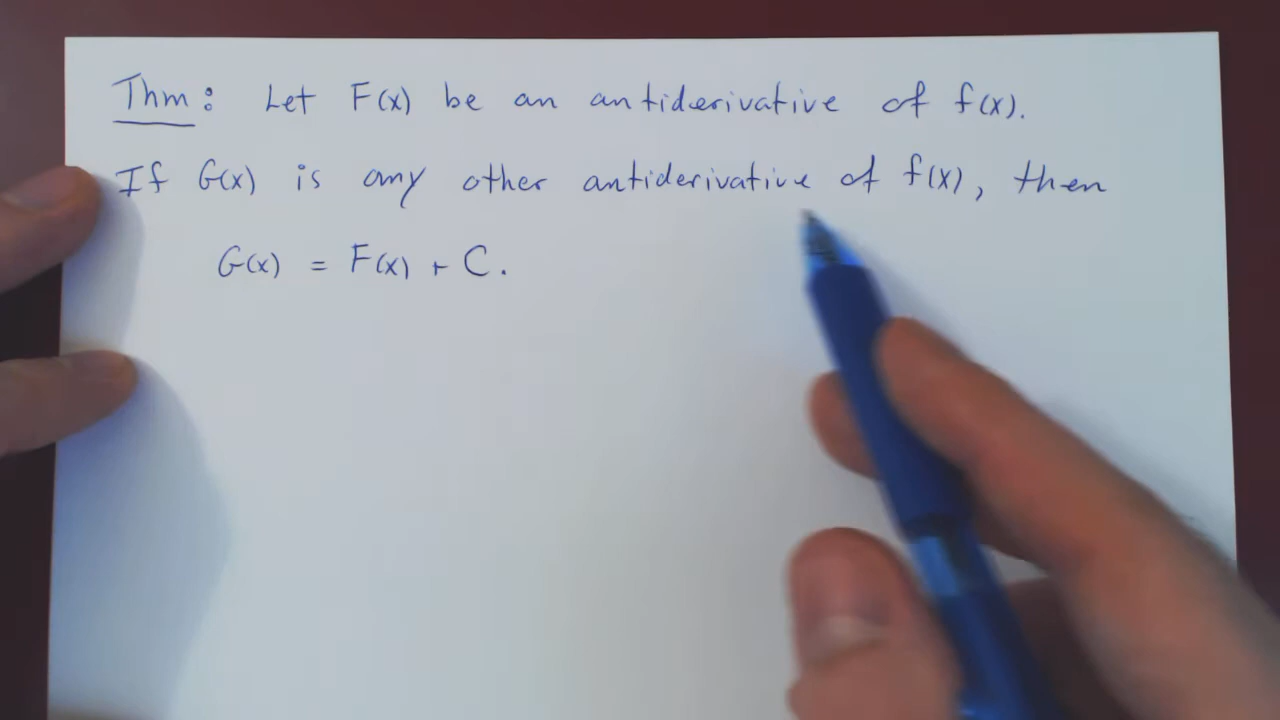 Thm: Let F(x) be an antiderivative of f(x).
If G(x) is any other antiderivative of f(x), then
G(x) = F(x) + C.